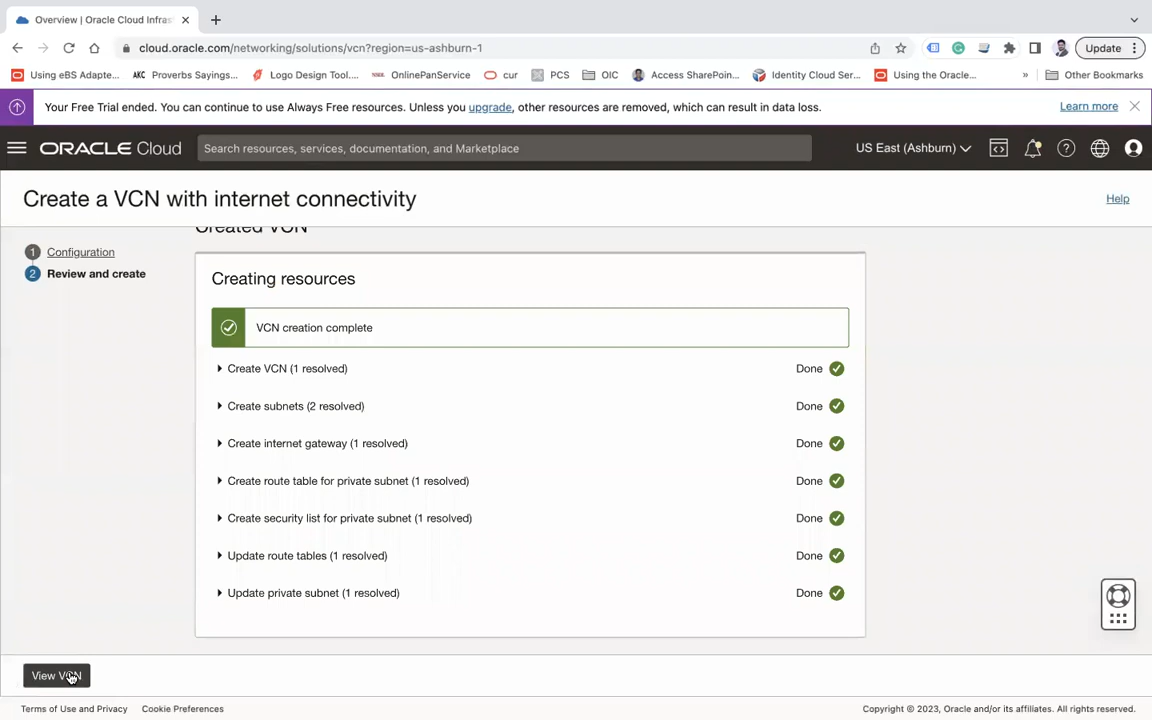 Overview | Oracle Cloud Infras
cloud.oracle.com/networking/solutions/vcn?region=us-ashburn-1
Update
Using eBS Adapte...
AKC Proverbs Sayings...
Logo Design Tool....
OnlinePanService
cur
PCS
OIC
Access SharePoin...
Identity Cloud Ser...
Using the Oracle...
»
Other Bookmarks
Your Free Trial ended. You can continue to use Always Free resources. Unless you upgrade, other resources are removed, which can result in data loss.
Learn more
ORACLE Cloud
Search resources, services, documentation, and Marketplace
US East (Ashburn)
Create a VCN with internet connectivity
Help
Created VCN
1 Configuration
2 Review and create
Creating resources
VCN creation complete
Create VCN (1 resolved) Done
Create subnets (2 resolved) Done
Create internet gateway (1 resolved) Done
Create route table for private subnet (1 resolved) Done
Create security list for private subnet (1 resolved) Done
Update route tables (1 resolved) Done
Update private subnet (1 resolved) Done
View VCN
Terms of Use and Privacy
Cookie Preferences
Copyright © 2023, Oracle and/or its affiliates. All rights reserved.